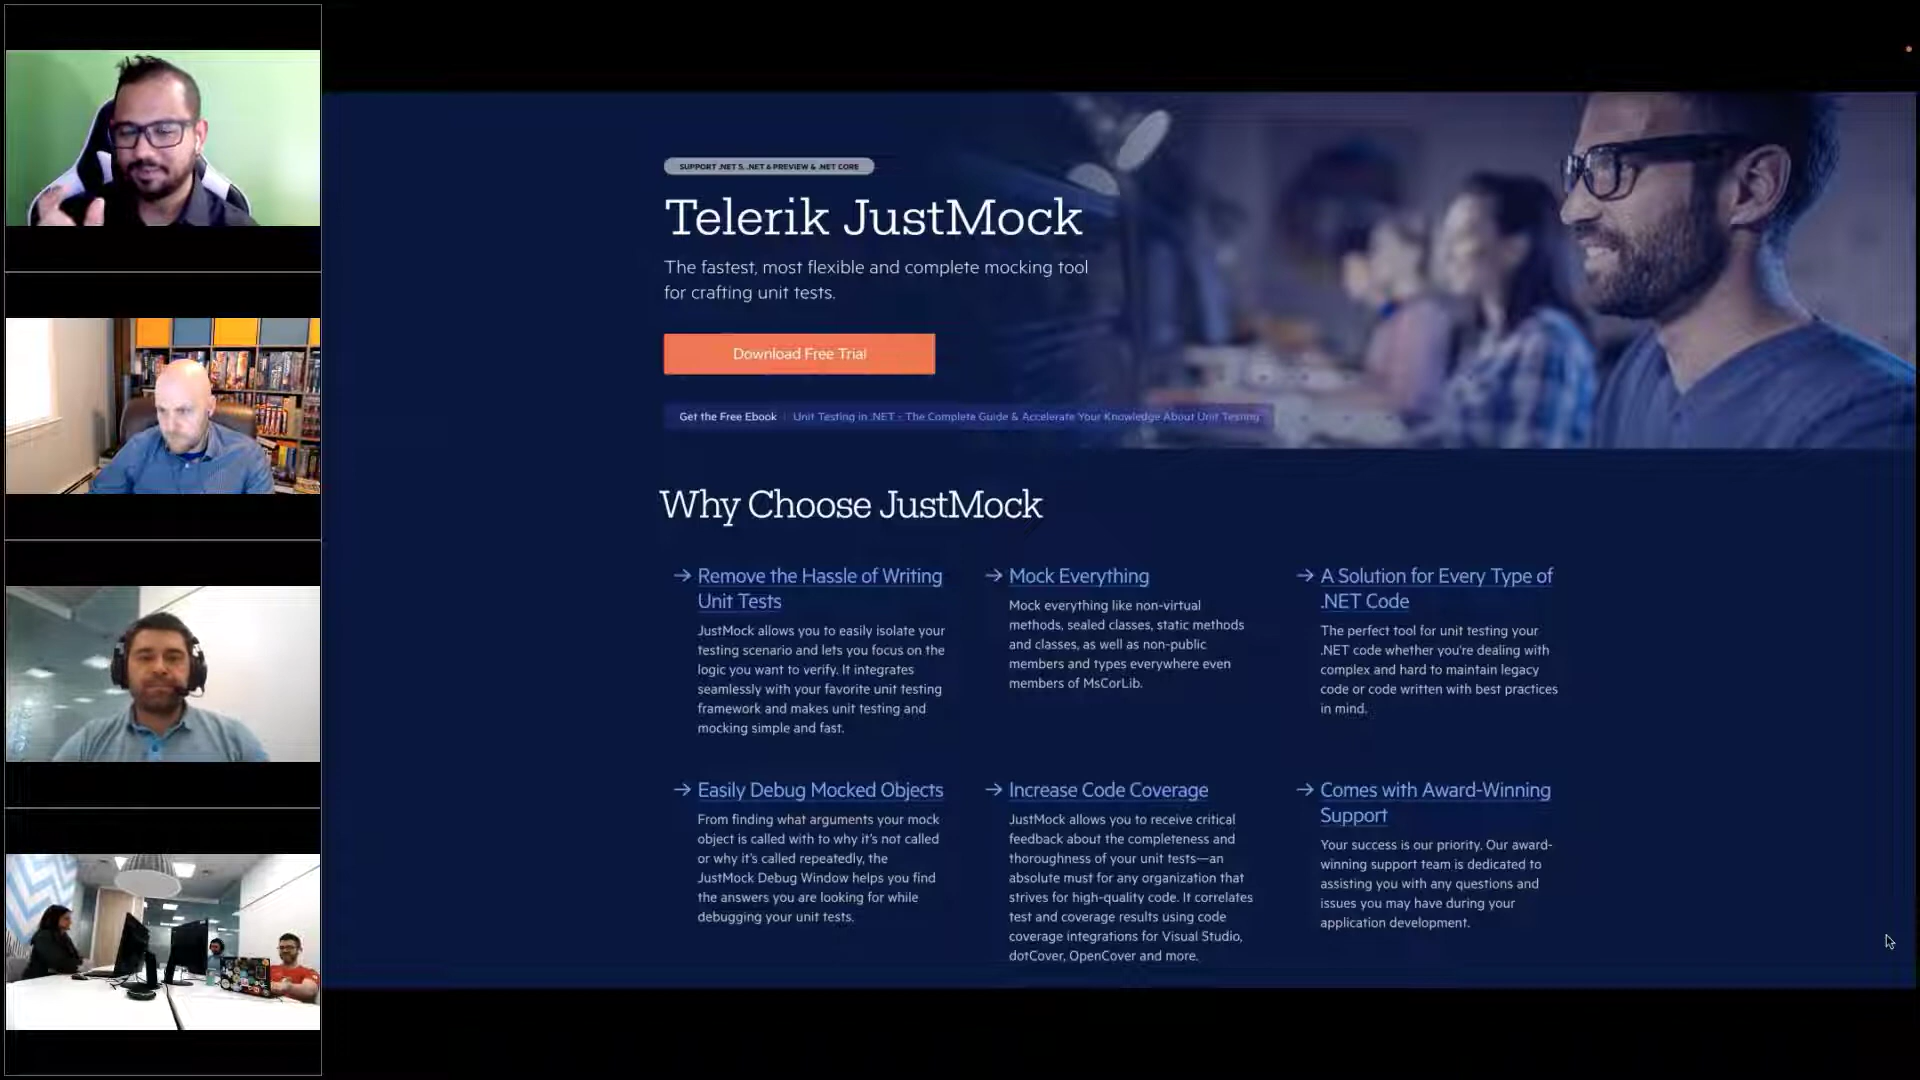 SUPPORT .NET 5, .NET 6 PREVIEW & .NET CORE
Telerik JustMock
The fastest, most flexible and complete mocking tool
for crafting unit tests.
Download Free Trial
Get the Free Ebook | Unit Testing in .NET - The Complete Guide & Accelerate Your Knowledge About Unit Testing
Why Choose JustMock
→ Remove the Hassle of Writing
Unit Tests
JustMock allows you to easily isolate your
testing scenario and lets you focus on the
logic you want to verify. It integrates
seamlessly with your favorite unit testing
framework and makes unit testing and
mocking simple and fast.
→ Mock Everything
Mock everything like non-virtual
methods, sealed classes, static methods
and classes, as well as non-public
members and types everywhere even
members of MsCorLib.
→ A Solution for Every Type of
.NET Code
The perfect tool for unit testing your
.NET code whether you're dealing with
complex and hard to maintain legacy
code or code written with best practices
in mind.
→ Easily Debug Mocked Objects
From finding what arguments your mock
object is called with to why it's not called
or why it's called repeatedly, the
JustMock Debug Window helps you find
the answers you are looking for while
debugging your unit tests.
→ Increase Code Coverage
JustMock allows you to receive critical
feedback about the completeness and
thoroughness of your unit tests—an
absolute must for any organization that
strives for high-quality code. It correlates
test and coverage results using code
coverage integrations for Visual Studio,
dotCover, OpenCover and more.
→ Comes with Award-Winning
Support
Your success is our priority. Our award-
winning support team is dedicated to
assisting you with any questions and
issues you may have during your
application development.